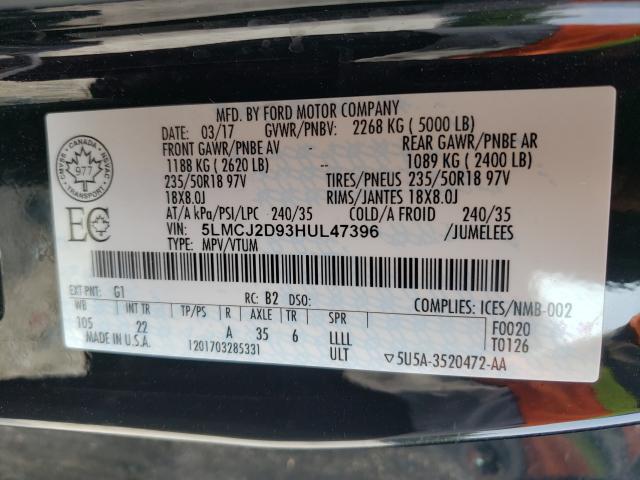 MFD. BY FORD MOTOR COMPANY
DATE: 03/17 GVWR/PNBV: 2268 KG ( 5000 LB)
FRONT GAWR/PNBE AV REAR GAWR/PNBE AR
1188 KG ( 2620 LB) -- 1089 KG ( 2400 LB)
235/50R18 97V TIRES/PNEUS 235/50R18 97V
18X8.0J RIMS/JANTES 18X8.0J
AT/A kPa/PSI/LPC 240/35 COLD/A FROID 240/35
VIN: 5LMCJ2D93HUL47396 /JUMELEES
TYPE: MPV/VTUM
CANADA
CMVSS 977 NSVAC
TRANSPORT
EC
EXT PNT: G1 RC: B2 DSO: COMPLIES: ICES/NMB-002
WB INT TR TP/PS R AXLE TR SPR F0020
105 22 A 35 6 LLLL T0126
MADE IN U.S.A. 1201703285331 ULT ▽5U5A-3520472-AA